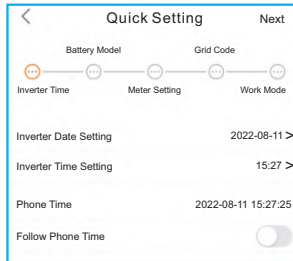 Quick Setting Next
Battery Model Grid Code
Inverter Time Meter Setting Work Mode
Inverter Date Setting 2022-08-11 >
Inverter Time Setting 15:27 >
Phone Time 2022-08-11 15:27:25
Follow Phone Time